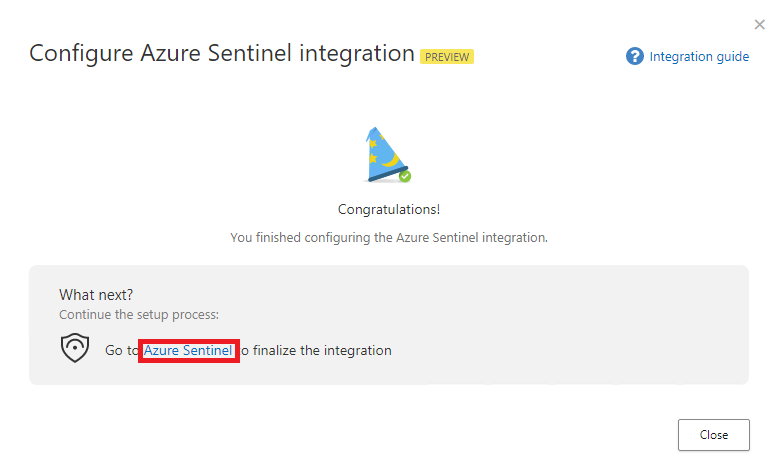 Configure Azure Sentinel integration PREVIEW
? Integration guide
Congratulations!
You finished configuring the Azure Sentinel integration.
What next?
Continue the setup process:
Go to Azure Sentinel to finalize the integration
Close